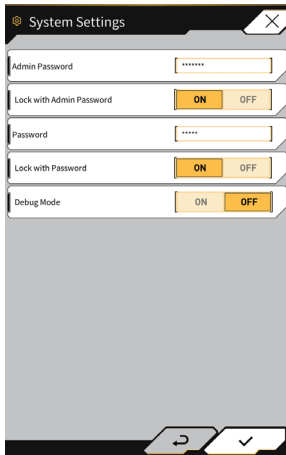 System Settings
Admin Password *******
Lock with Admin Password ON OFF
Password *****
Lock with Password ON OFF
Debug Mode ON OFF